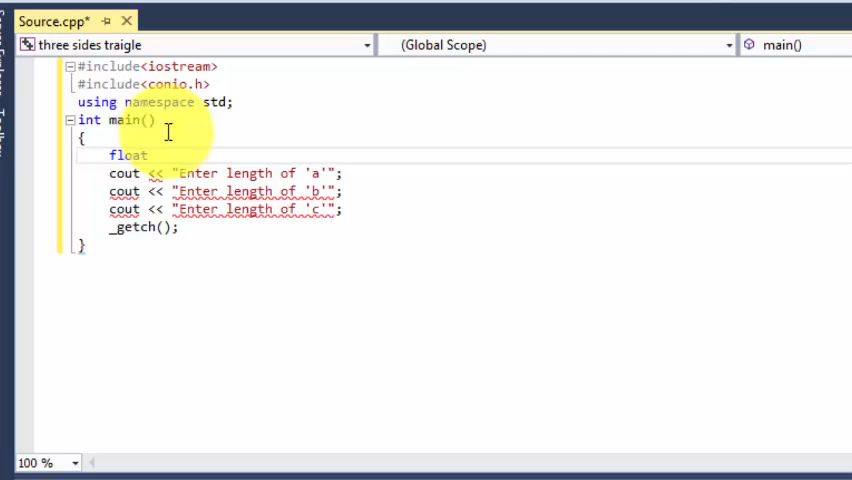 Source.cpp*
three sides traigle
(Global Scope)
main()
#include<iostream>
#include<conio.h>
using namespace std;
int main()
{
float
cout << "Enter length of 'a'";
cout << "Enter length of 'b'";
cout << "Enter length of 'c'";
_getch();
}
100 %